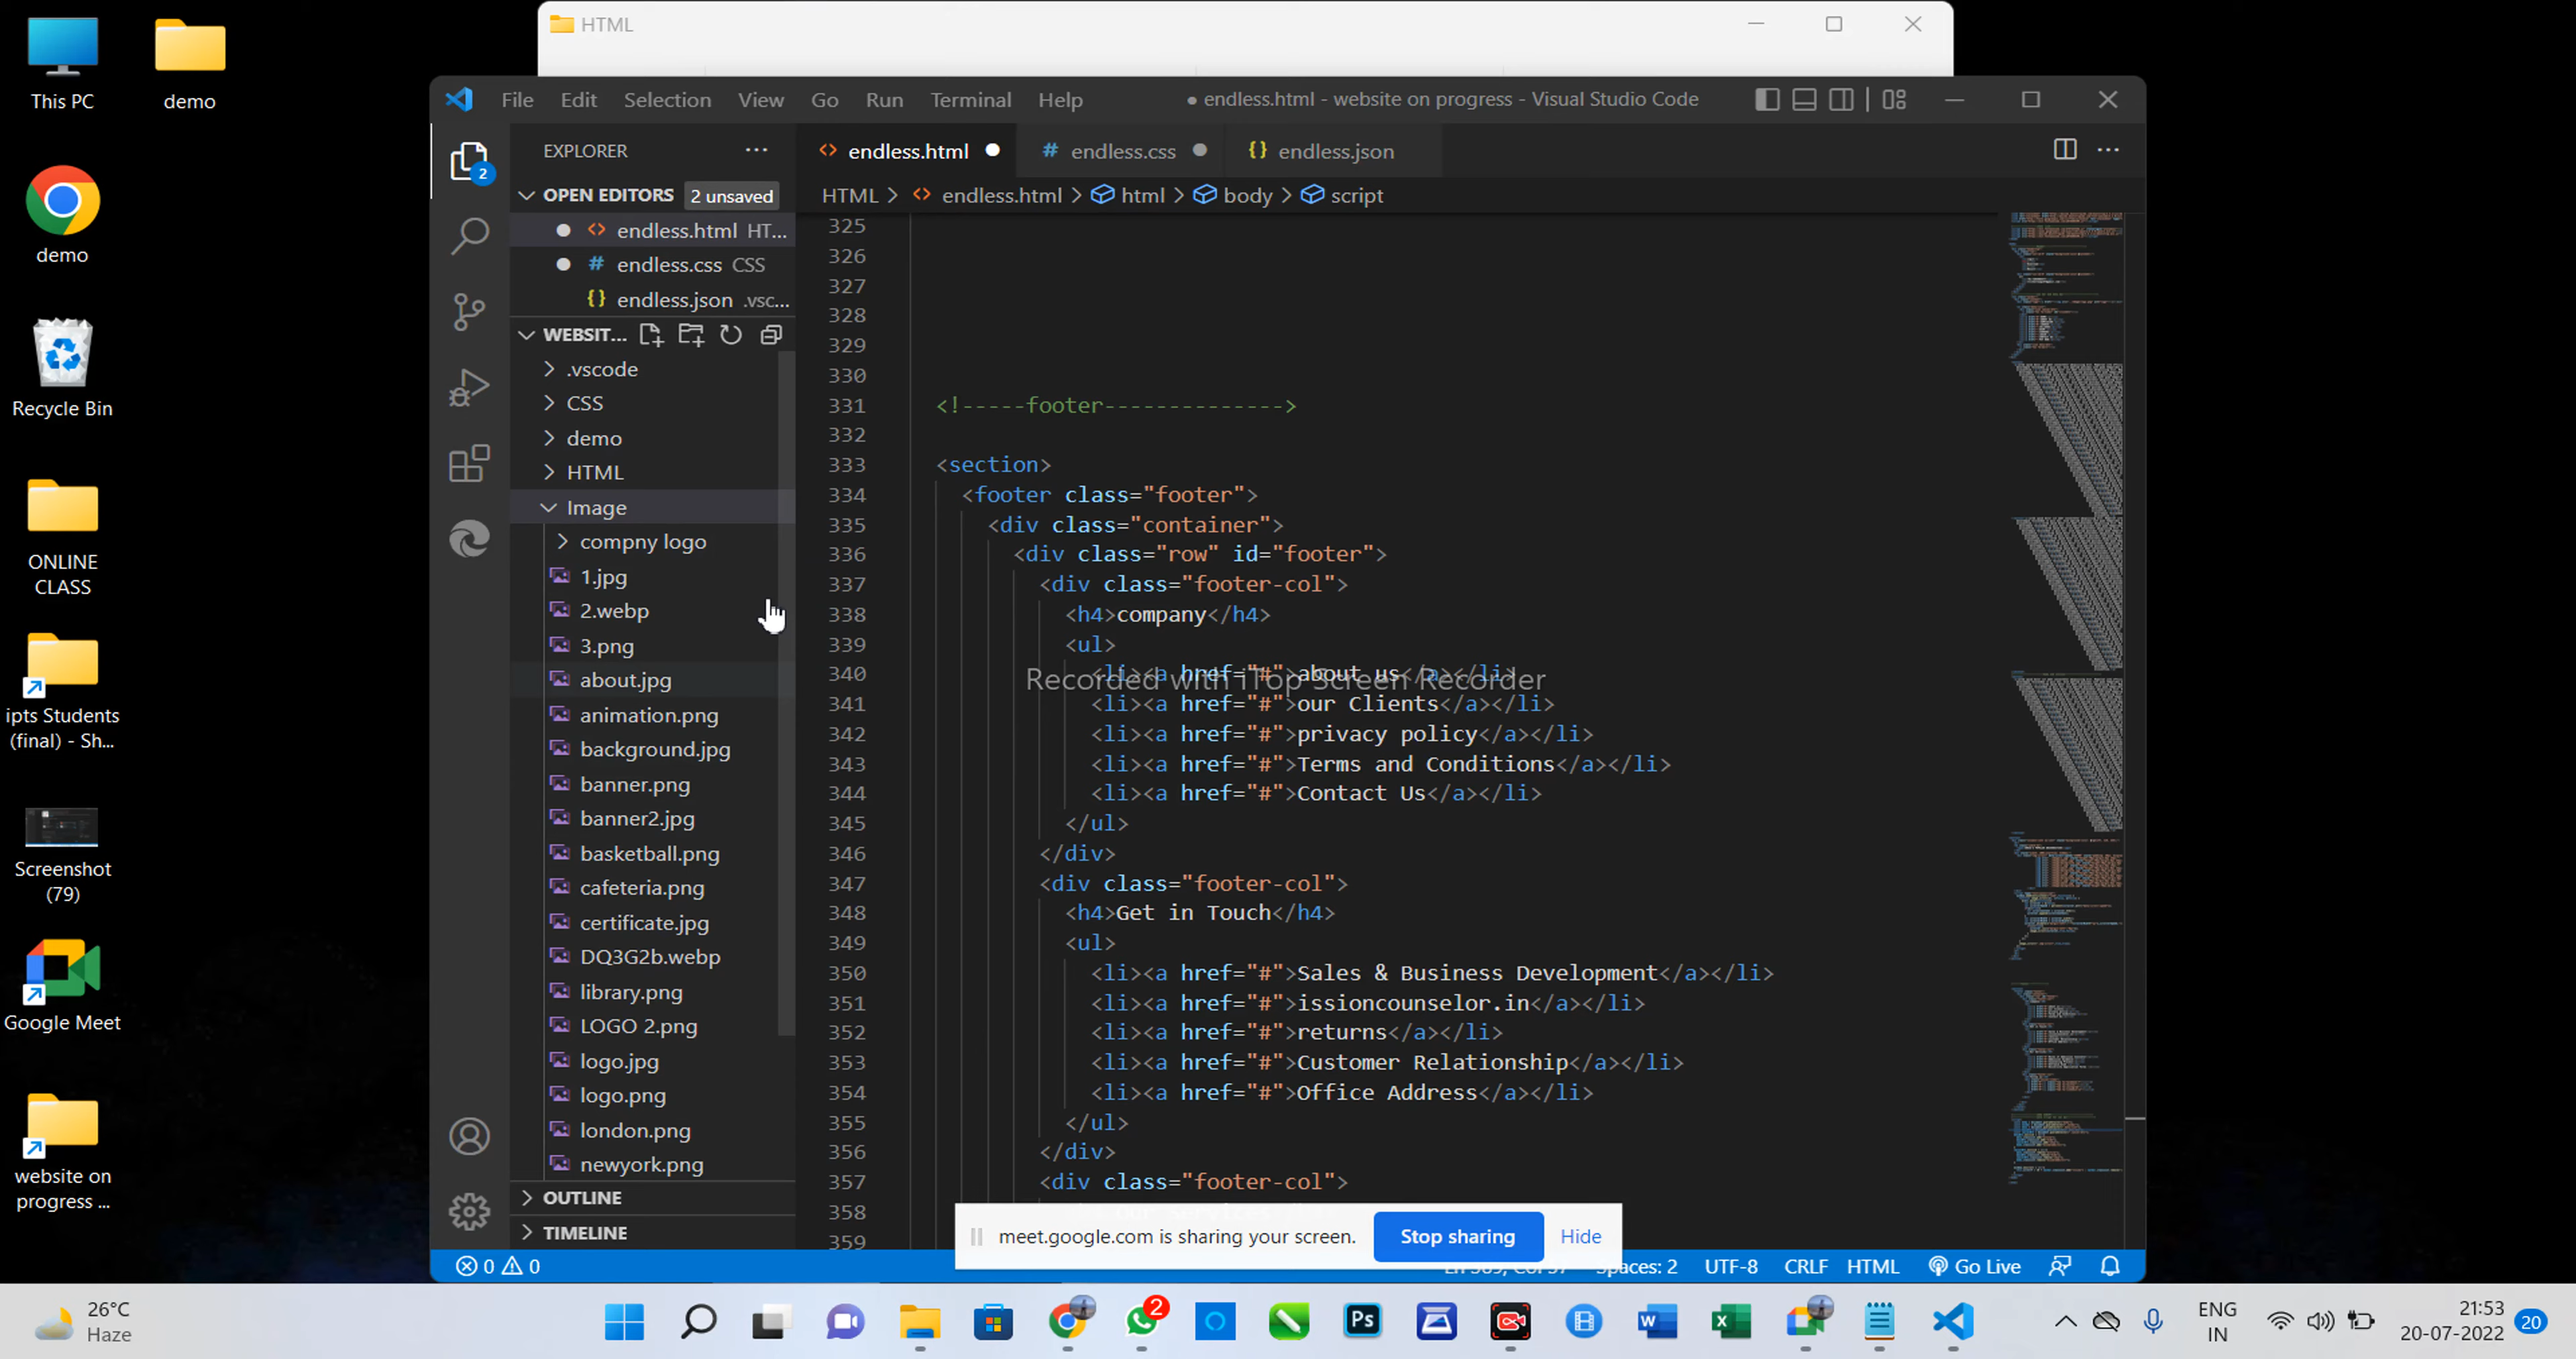 This PC
demo
demo
Recycle Bin
ONLINE
CLASS
ipts Students
(final) - Sh...
Screenshot
(79)
Google Meet
website on
progress ...
HTML
File Edit Selection View Go Run Terminal Help
● endless.html - website on progress - Visual Studio Code
EXPLORER
2
OPEN EDITORS 2 unsaved
endless.html HT...
endless.css CSS
endless.json .vsc...
WEBSIT...
.vscode
CSS
demo
HTML
Image
compny logo
1.jpg
2.webp
3.png
about.jpg
animation.png
background.jpg
banner.png
banner2.jpg
basketball.png
cafeteria.png
certificate.jpg
DQ3G2b.webp
library.png
LOGO 2.png
logo.jpg
logo.png
london.png
newyork.png
OUTLINE
TIMELINE
endless.html endless.css endless.json
HTML > endless.html > html > body > script
325
326
327
328
329
330
331 <!-----footer-------------->
332
333 <section>
334 <footer class="footer">
335 <div class="container">
336 <div class="row" id="footer">
337 <div class="footer-col">
338 <h4>company</h4>
339 <ul>
340 <li><a href="#">about us</a></li>
Recorded with iTop Screen Recorder
341 <li><a href="#">our Clients</a></li>
342 <li><a href="#">privacy policy</a></li>
343 <li><a href="#">Terms and Conditions</a></li>
344 <li><a href="#">Contact Us</a></li>
345 </ul>
346 </div>
347 <div class="footer-col">
348 <h4>Get in Touch</h4>
349 <ul>
350 <li><a href="#">Sales & Business Development</a></li>
351 <li><a href="#">issioncounselor.in</a></li>
352 <li><a href="#">returns</a></li>
353 <li><a href="#">Customer Relationship</a></li>
354 <li><a href="#">Office Address</a></li>
355 </ul>
356 </div>
357 <div class="footer-col">
358
359
meet.google.com is sharing your screen. Stop sharing Hide
0 0 Spaces: 2 UTF-8 CRLF HTML Go Live
26°C
Haze
2
Ps
ENG
IN
21:53
20-07-2022
20